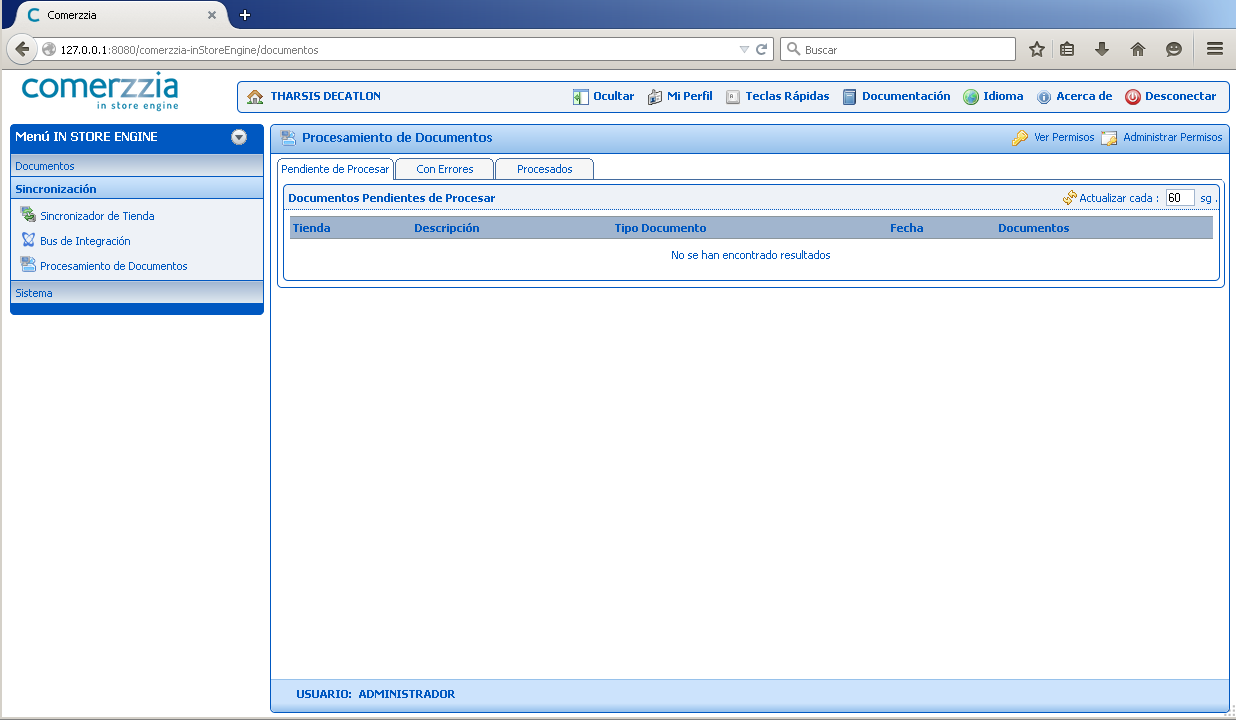 Comerzzia
127.0.0.1:8080/comerzzia-inStoreEngine/documentos
Buscar
comerzzia
in store engine
THARSIS DECATLON
Ocultar
Mi Perfil
Teclas Rápidas
Documentación
Idioma
Acerca de
Desconectar
Menú IN STORE ENGINE
Documentos
Sincronización
Sincronizador de Tienda
Bus de Integración
Procesamiento de Documentos
Sistema
Procesamiento de Documentos
Ver Permisos
Administrar Permisos
Pendiente de Procesar
Con Errores
Procesados
Documentos Pendientes de Procesar
Actualizar cada : 60 sg .
Tienda
Descripción
Tipo Documento
Fecha
Documentos
No se han encontrado resultados
USUARIO: ADMINISTRADOR